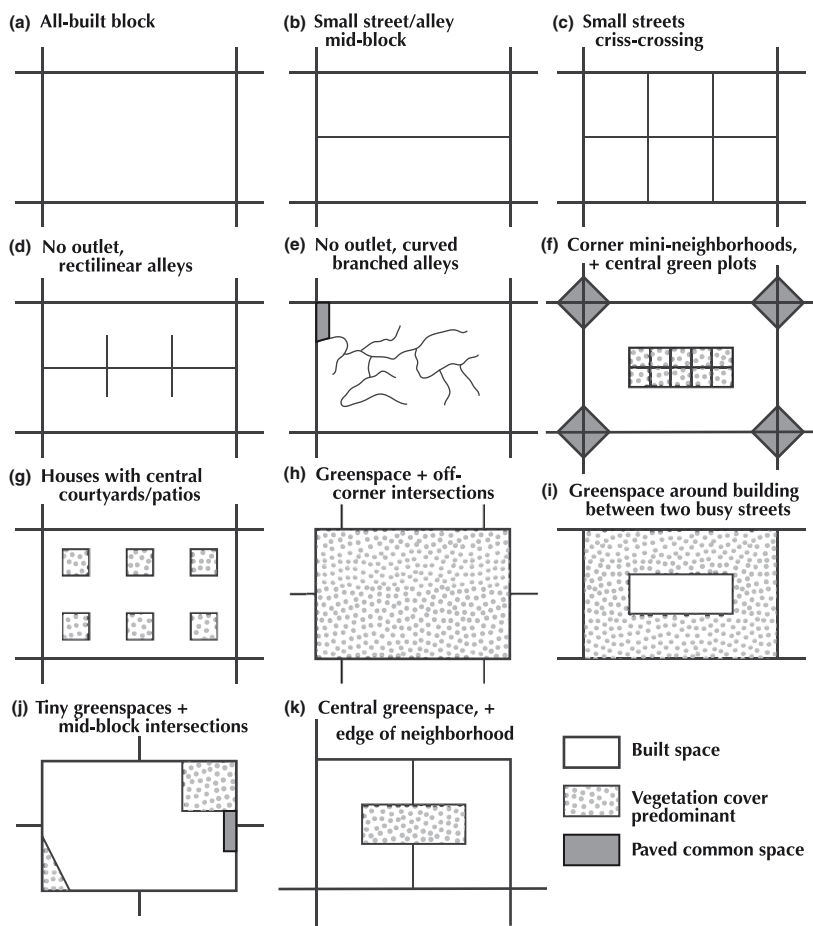 (a) All-built block
(b) Small street/alley
mid-block
(c) Small streets
criss-crossing
(d) No outlet,
rectilinear alleys
(e) No outlet, curved
branched alleys
(f) Corner mini-neighborhoods,
+ central green plots
(g) Houses with central
courtyards/patios
(h) Greenspace + off-
corner intersections
(i) Greenspace around building
between two busy streets
(j) Tiny greenspaces +
mid-block intersections
(k) Central greenspace, +
edge of neighborhood
Built space
Vegetation cover
predominant
Paved common space